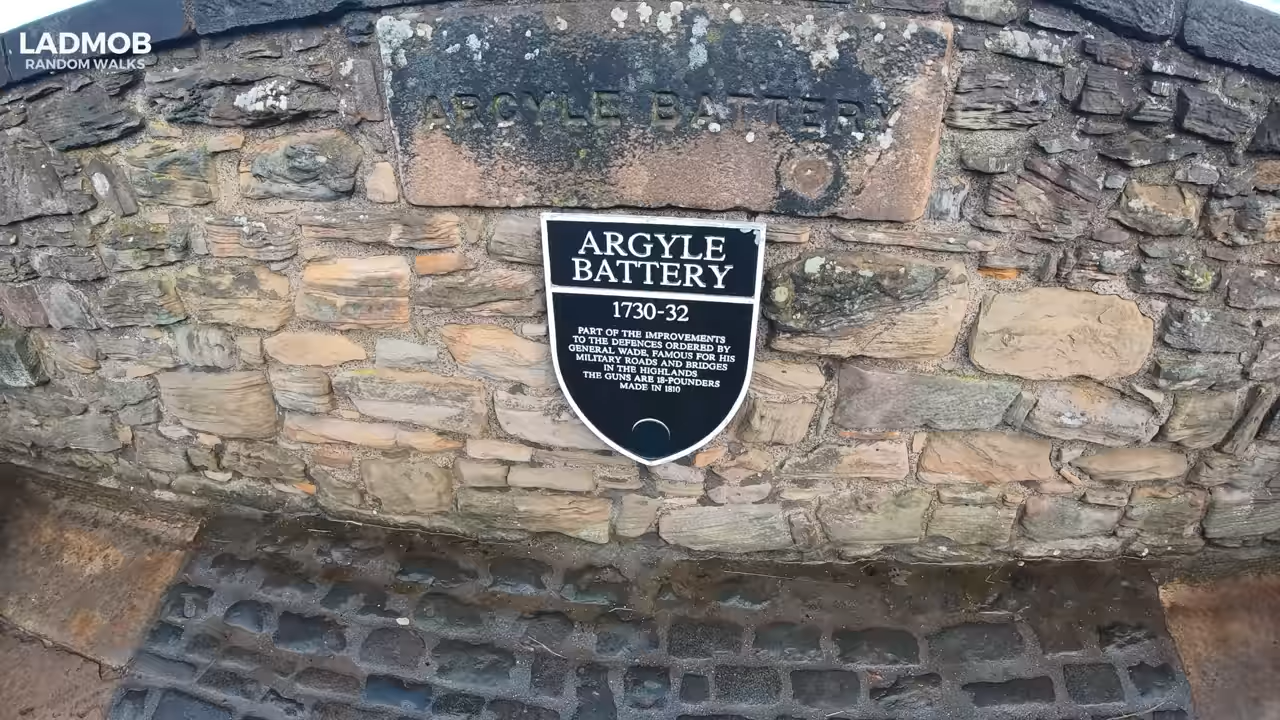 LADMOB
RANDOM WALKS
ARGYLE BATTERY
ARGYLE
BATTERY
1730-32
PART OF THE IMPROVEMENTS
TO THE DEFENCES ORDERED BY
GENERAL WADE, FAMOUS FOR HIS
MILITARY ROADS AND BRIDGES
IN THE HIGHLANDS
THE GUNS ARE 18-POUNDERS
MADE IN 1810